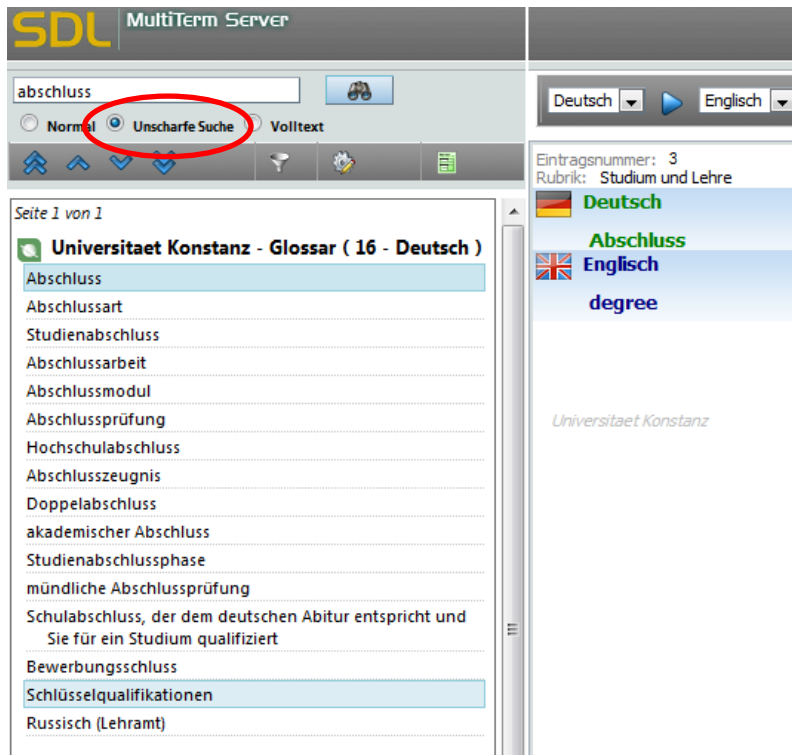 SDL MultiTerm Server
abschluss
Normal Unscharfe Suche Volltext
Seite 1 von 1
Universitaet Konstanz - Glossar ( 16 - Deutsch )
Abschluss
Abschlussart
Studienabschluss
Abschlussarbeit
Abschlussmodul
Abschlussprüfung
Hochschulabschluss
Abschlusszeugnis
Doppelabschluss
akademischer Abschluss
Studienabschlussphase
mündliche Abschlussprüfung
Schulabschluss, der dem deutschen Abitur entspricht und
Sie für ein Studium qualifiziert
Bewerbungsschluss
Schlüsselqualifikationen
Russisch (Lehramt)
Deutsch Englisch
Eintragsnummer: 3
Rubrik: Studium und Lehre
Deutsch
Abschluss
Englisch
degree
Universitaet Konstanz